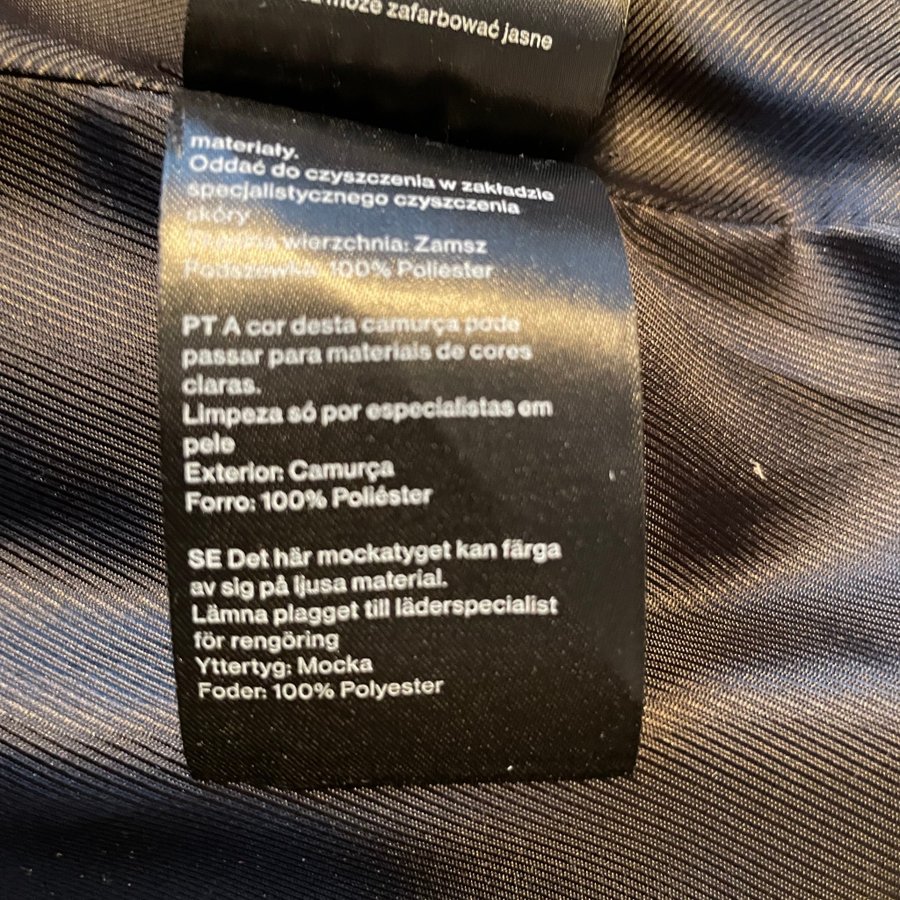 może zafarbować jasne
materiały.
Oddać do czyszczenia w zakładzie
specjalistycznego czyszczenia
skóry
Tkanina wierzchnia: Zamsz
Podszewka: 100% Poliester
PT A cor desta camurça pode
passar para materiais de cores
claras.
Limpeza só por especialistas em
pele
Exterior: Camurça
Forro: 100% Poliéster
SE Det här mockatyget kan färga
av sig på ljusa material.
Lämna plagget till läderspecialist
för rengöring
Yttertyg: Mocka
Foder: 100% Polyester